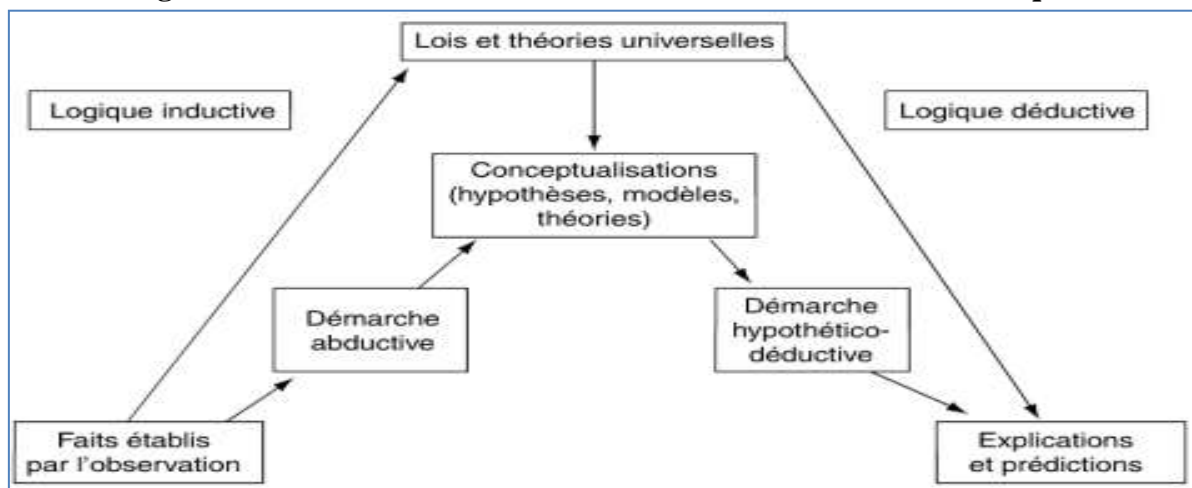 Lois et théories universelles
Logique inductive
Logique déductive
Conceptualisations
(hypothèses, modèles,
théories)
Démarche
abductive
Démarche
hypothético-
déductive
Faits établis
par l'observation
Explications
et prédictions